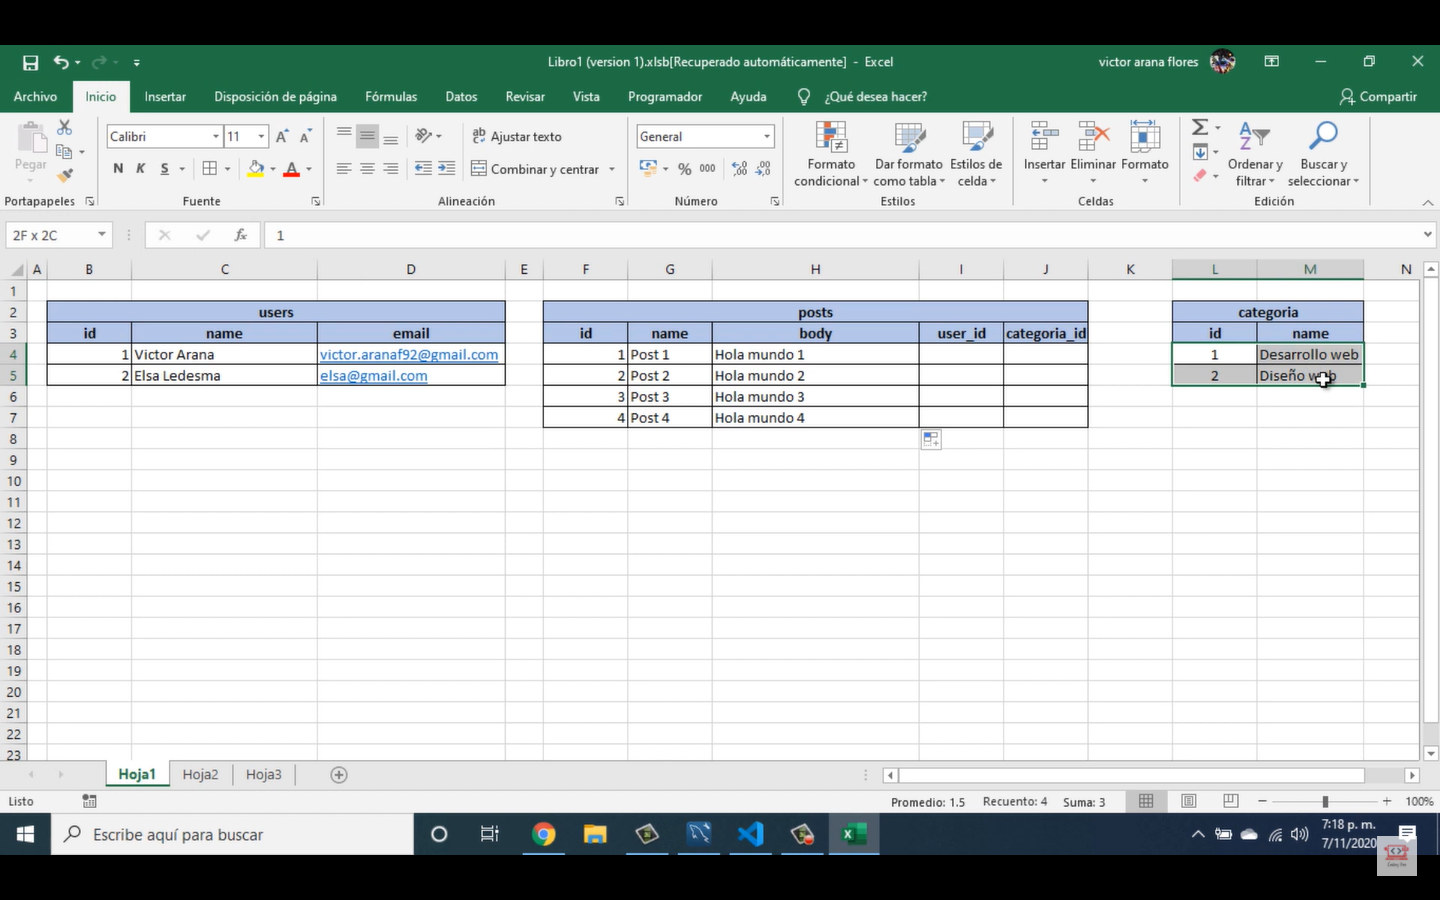 Libro1 (version 1).xlsb[Recuperado automáticamente] - Excel
victor arana flores
Archivo Inicio Insertar Disposición de página Fórmulas Datos Revisar Vista Programador Ayuda ¿Qué desea hacer? Compartir
Pegar
Calibri 11
N K S
Ajustar texto
Combinar y centrar
General
% 000
Formato condicional
Dar formato como tabla
Estilos de celda
Insertar Eliminar Formato
Ordenar y filtrar
Buscar y seleccionar
Portapapeles Fuente Alineación Número Estilos Celdas Edición
2F x 2C fx 1
A B C D E F G H I J K L M N
1
2 users posts categoria
3 id name email id name body user_id categoria_id id name
4 1 Victor Arana victor.aranaf92@gmail.com 1 Post 1 Hola mundo 1 1 Desarrollo web
5 2 Elsa Ledesma elsa@gmail.com 2 Post 2 Hola mundo 2 2 Diseño web
6 3 Post 3 Hola mundo 3
7 4 Post 4 Hola mundo 4
8
9
10
11
12
13
14
15
16
17
18
19
20
21
22
23
Hoja1 Hoja2 Hoja3
Listo Promedio: 1.5 Recuento: 4 Suma: 3 100%
Escribe aquí para buscar
7:18 p. m.
7/11/2020